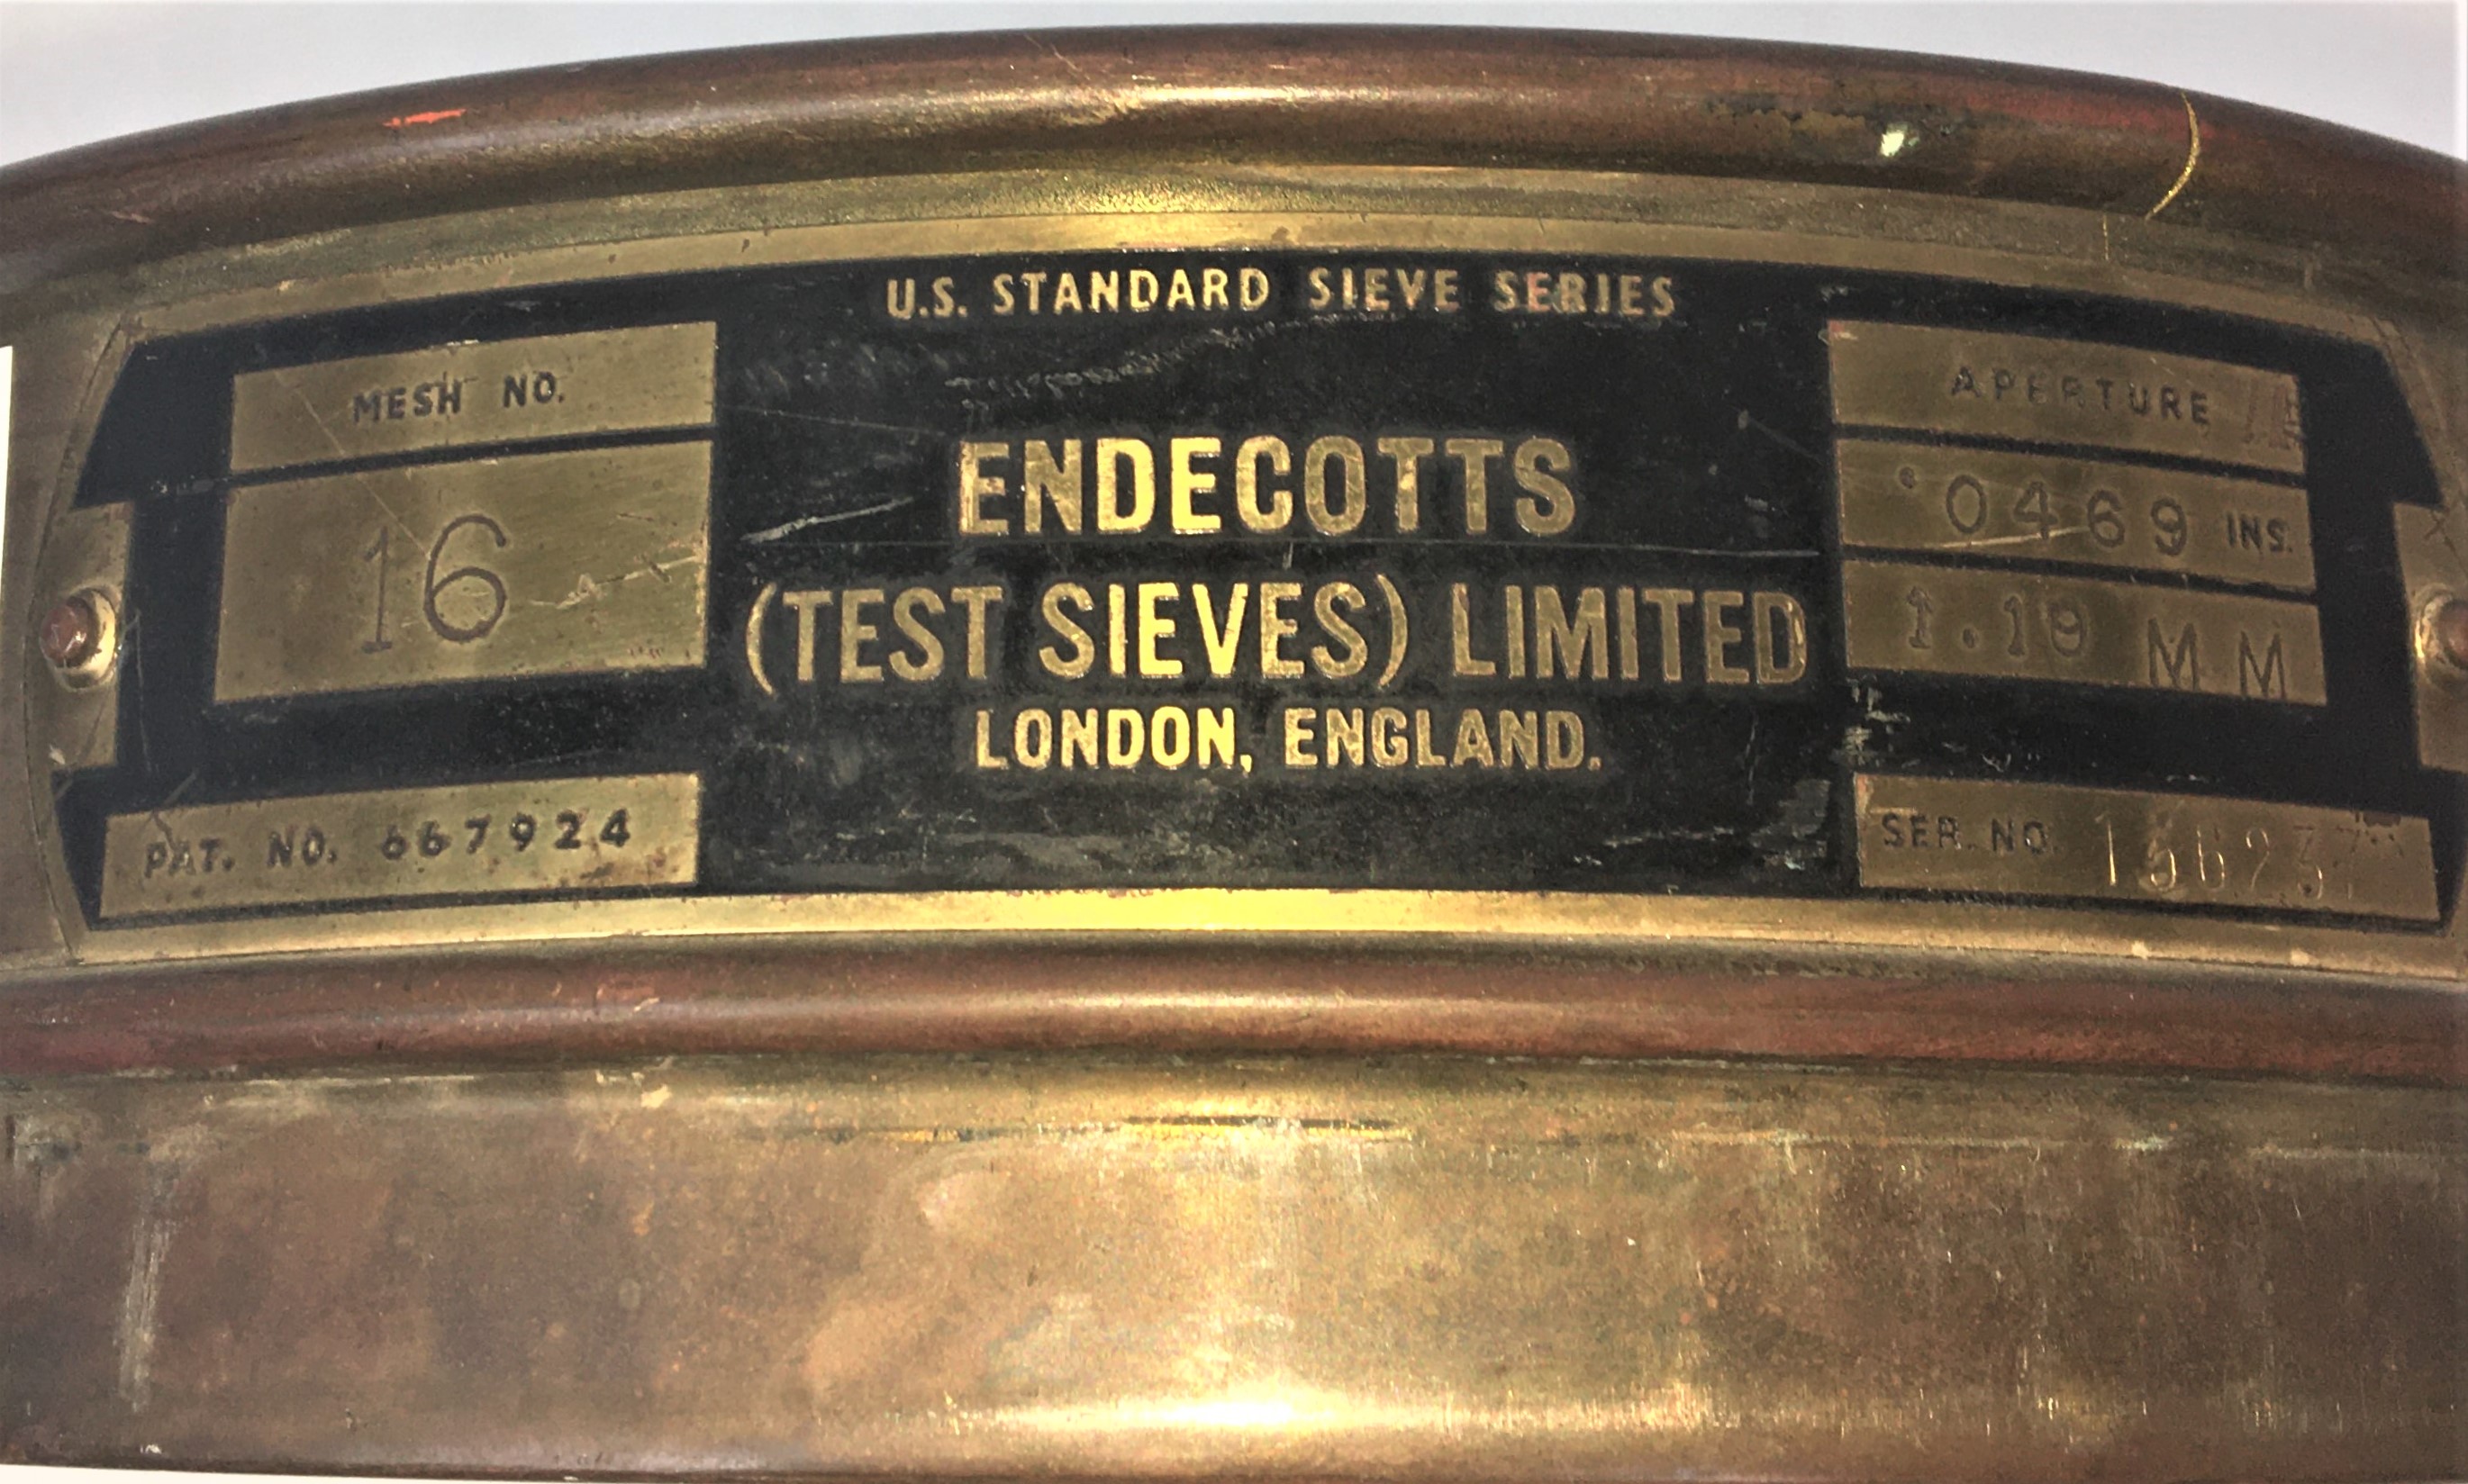 U.S. STANDARD SIEVE SERIES
MESH NO.
16
PAT. NO. 667924
ENDECOTTS
(TEST SIEVES) LIMITED
LONDON, ENGLAND.
APERTURE
·0469 INS.
1.19 MM
SER. NO.